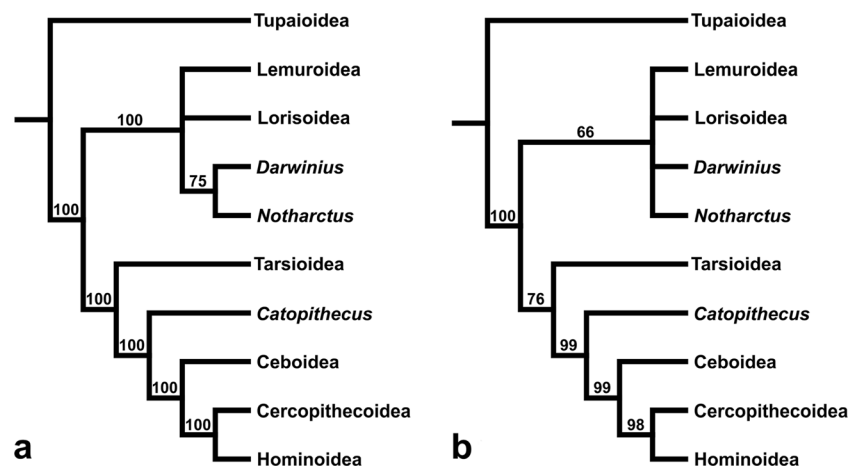 Tupaioidea
Lemuroidea
100
Lorisoidea
Darwinius
75
Notharctus
100
Tarsioidea
100
Catopithecus
100
Ceboidea
100
Cercopithecoidea
100
Hominoidea
a
Tupaioidea
Lemuroidea
Lorisoidea
66
Darwinius
Notharctus
100
Tarsioidea
76
Catopithecus
99
Ceboidea
99
Cercopithecoidea
98
Hominoidea
b